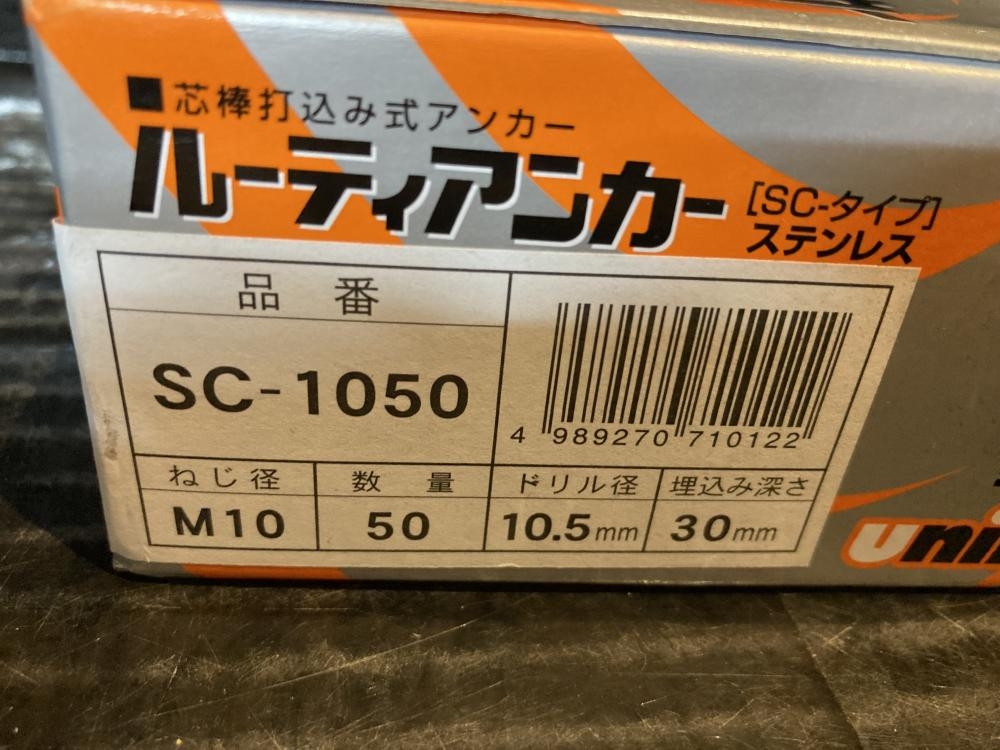 ■芯棒打込み式アンカー
ルーティアンカー
[SC-タイプ]
ステンレス
品 番
SC-1050
4 989270 710122
ねじ径 数 量 ドリル径 埋込み深さ
M10 50 10.5mm 30mm
uni